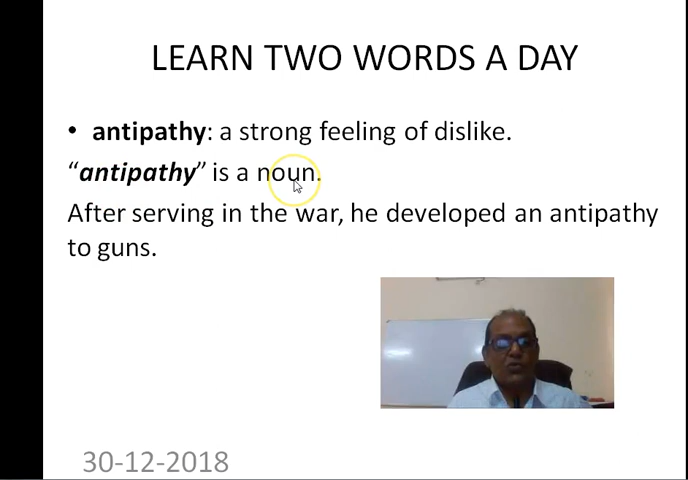 LEARN TWO WORDS A DAY
• antipathy: a strong feeling of dislike.
“antipathy” is a noun.
After serving in the war, he developed an antipathy
to guns.
30-12-2018